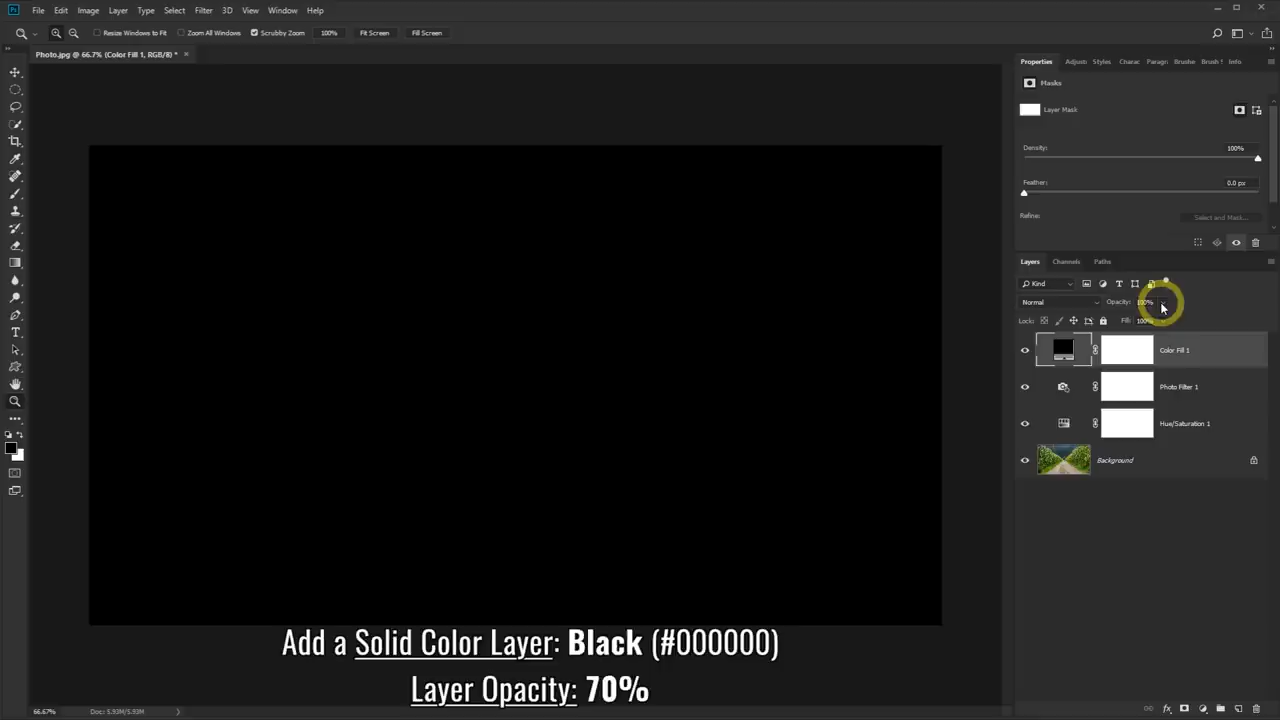 Ps File Edit Image Layer Type Select Filter 3D View Window Help
Resize Windows to Fit Zoom All Windows Scrubby Zoom 100% Fit Screen Fill Screen
Photo.jpg @ 66.7% (Color Fill 1, RGB/8) *
Properties Adjust Styles Charac Paragr Brushe Brush Info
Masks
Layer Mask
Density: 100%
Feather: 0.0 px
Refine: Select and Mask...
Layers Channels Paths
Kind
Normal Opacity: 100%
Lock: Fill: 100%
Color Fill 1
Photo Filter 1
Hue/Saturation 1
Background
Add a Solid Color Layer: Black (#000000)
Layer Opacity: 70%
66.67% Doc: 5.93M/5.93M